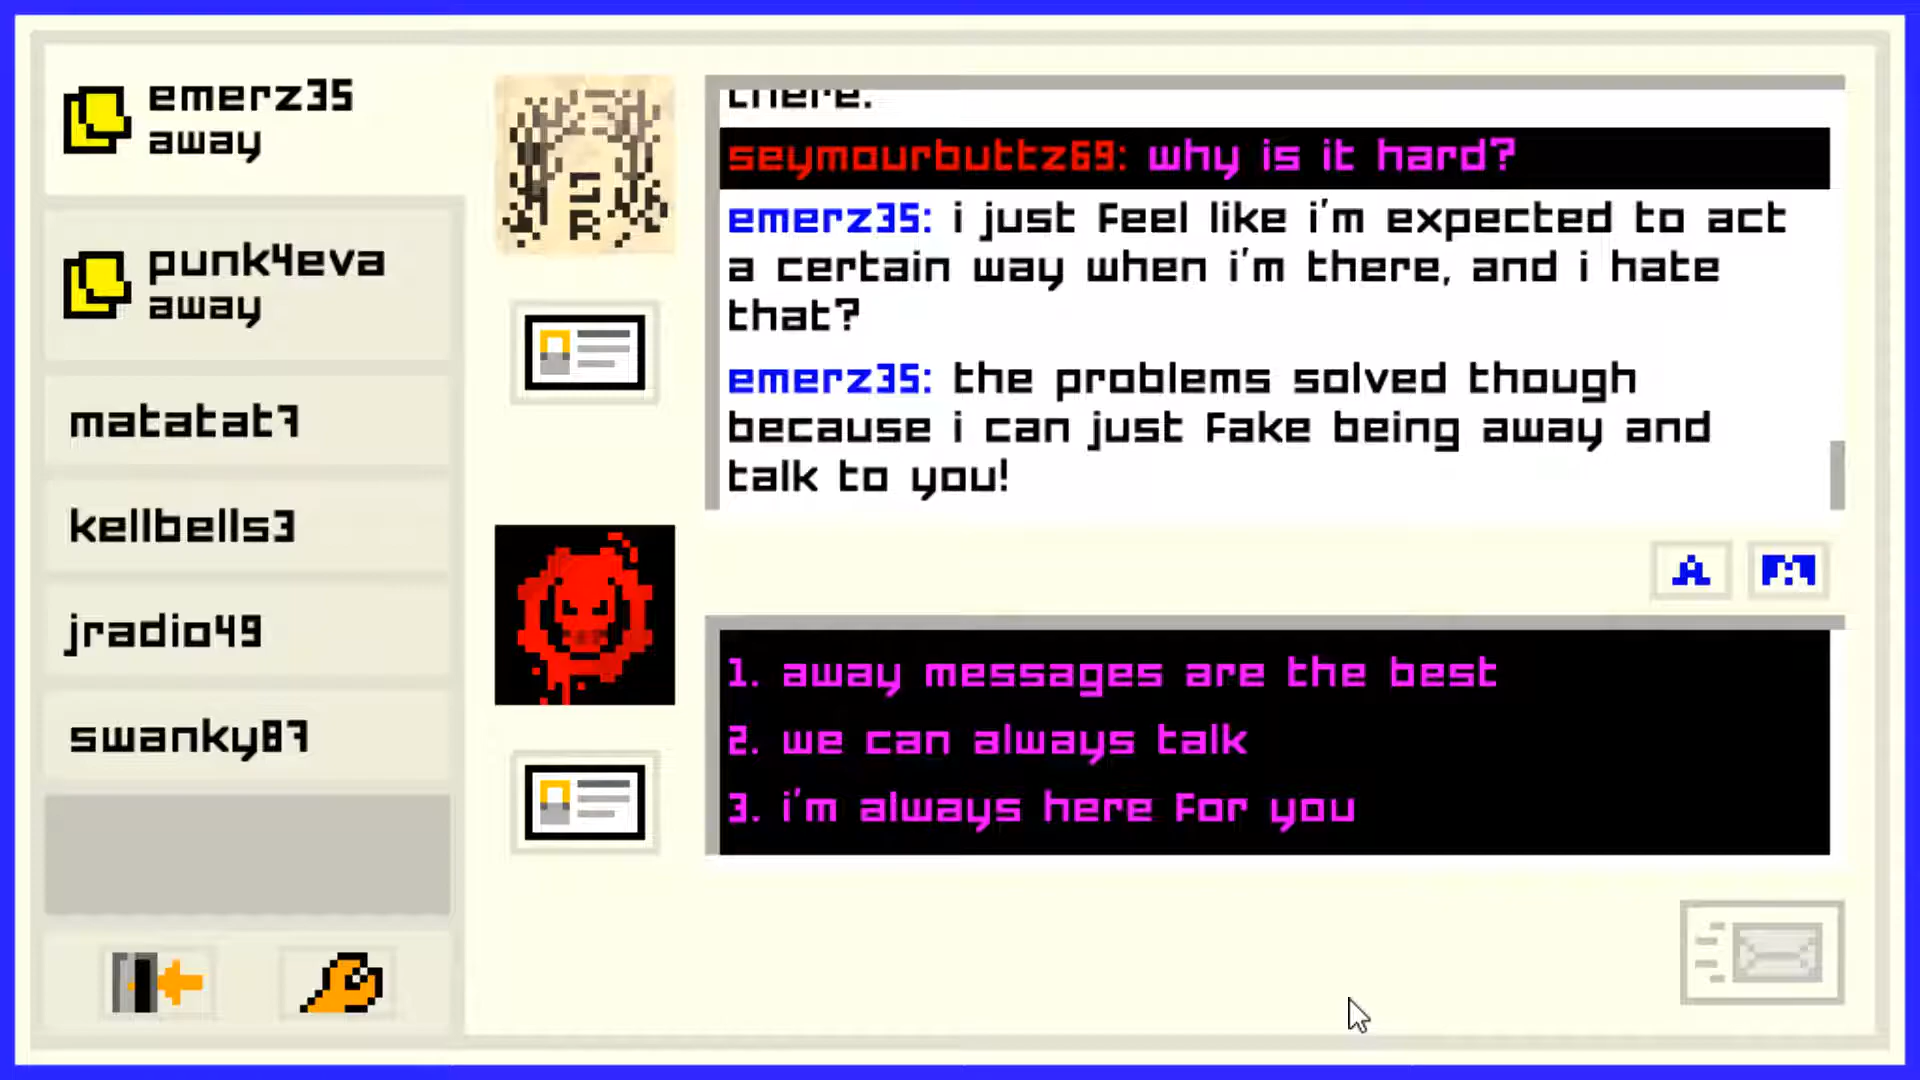 emerz35
away
punk4eva
away
matatat7
kellbells3
jradio49
swanky87
S
R
there.
seymourbuttz69: why is it hard?
emerz35: i just feel like i'm expected to act
a certain way when i'm there, and i hate
that?
emerz35: the problems solved though
because i can just fake being away and
talk to you!
A
1. away messages are the best
2. we can always talk
3. i'm always here for you